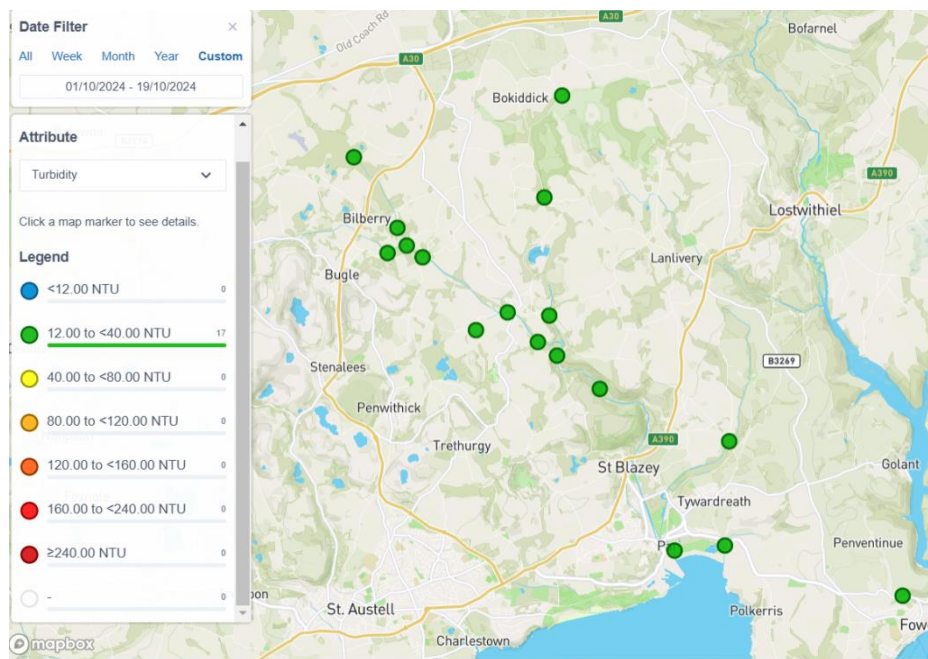 Date Filter ×
All Week Month Year Custom
01/10/2024 - 19/10/2024
Attribute
Turbidity
Click a map marker to see details.
Legend
<12.00 NTU 0
12.00 to <40.00 NTU 17
40.00 to <80.00 NTU 0
80.00 to <120.00 NTU 0
120.00 to <160.00 NTU 0
160.00 to <240.00 NTU 0
≥240.00 NTU 0
- 0
mapbox
A30
Old Coach Rd
A30
Bofarnel
Bokiddick
A390
Lostwithiel
Bilberry
Lanlivery
Bugle
Stenalees
B3269
Penwithick
Trethurgy
A390
St Blazey
Golant
Tywardreath
Penventinue
St. Austell
Polkerris
Charlestown